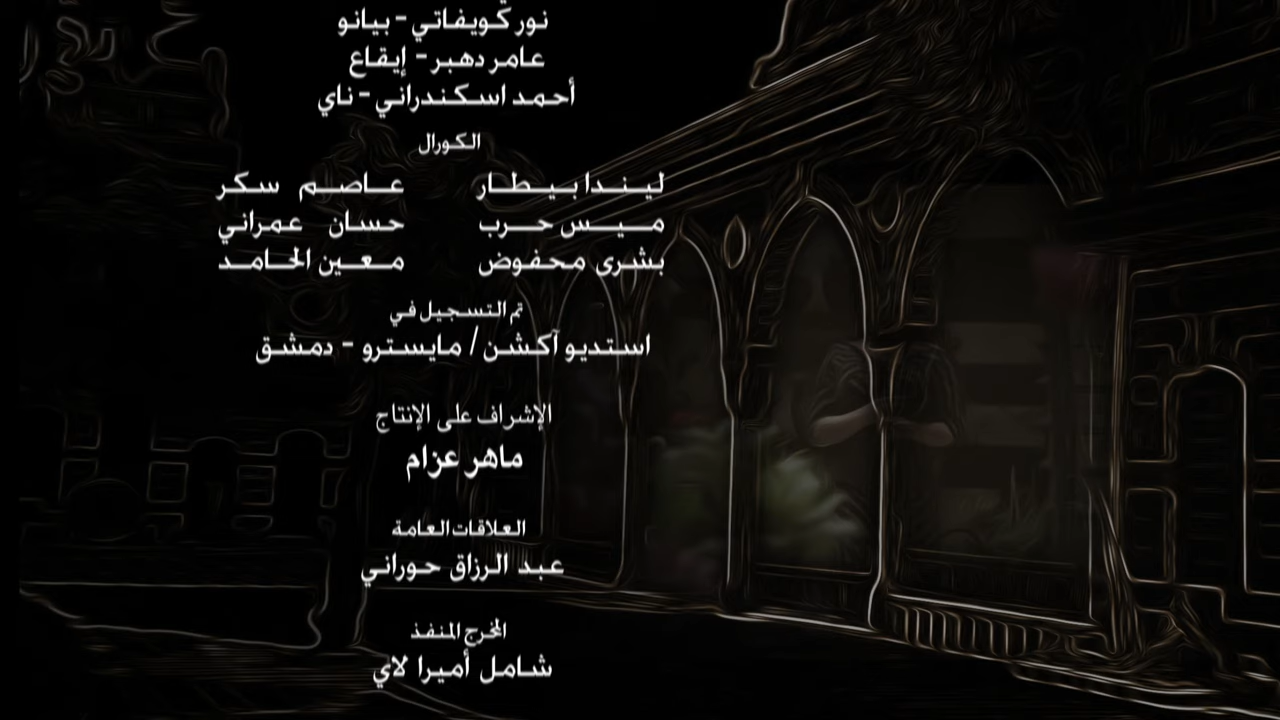 نور كويفاتي - بيانو
عامر دهبر - إيقاع
أحمد اسكندراني - ناي
الكورال
ليندا بيطار عاصم سكر
ميس حرب حسان عمراني
بشرى محفوض معين الحامد
تم التسجيل في
استديو آكشن / مايسترو - دمشق
الإشراف على الإنتاج
ماهر عزام
العلاقات العامة
عبد الرزاق حوراني
المخرج المنفذ
شامل أميرا لاي